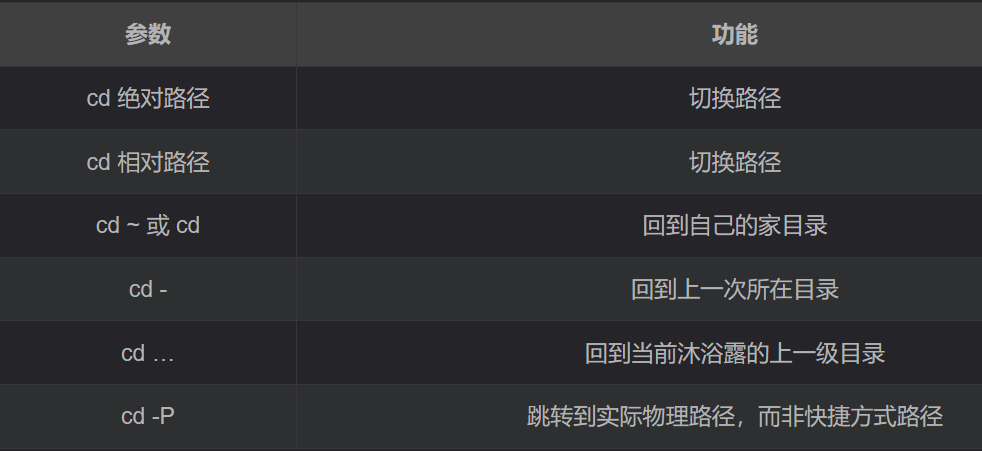 参数 功能
cd 绝对路径 切换路径
cd 相对路径 切换路径
cd ~ 或 cd 回到自己的家目录
cd - 回到上一次所在目录
cd … 回到当前沐浴露的上一级目录
cd -P 跳转到实际物理路径，而非快捷方式路径